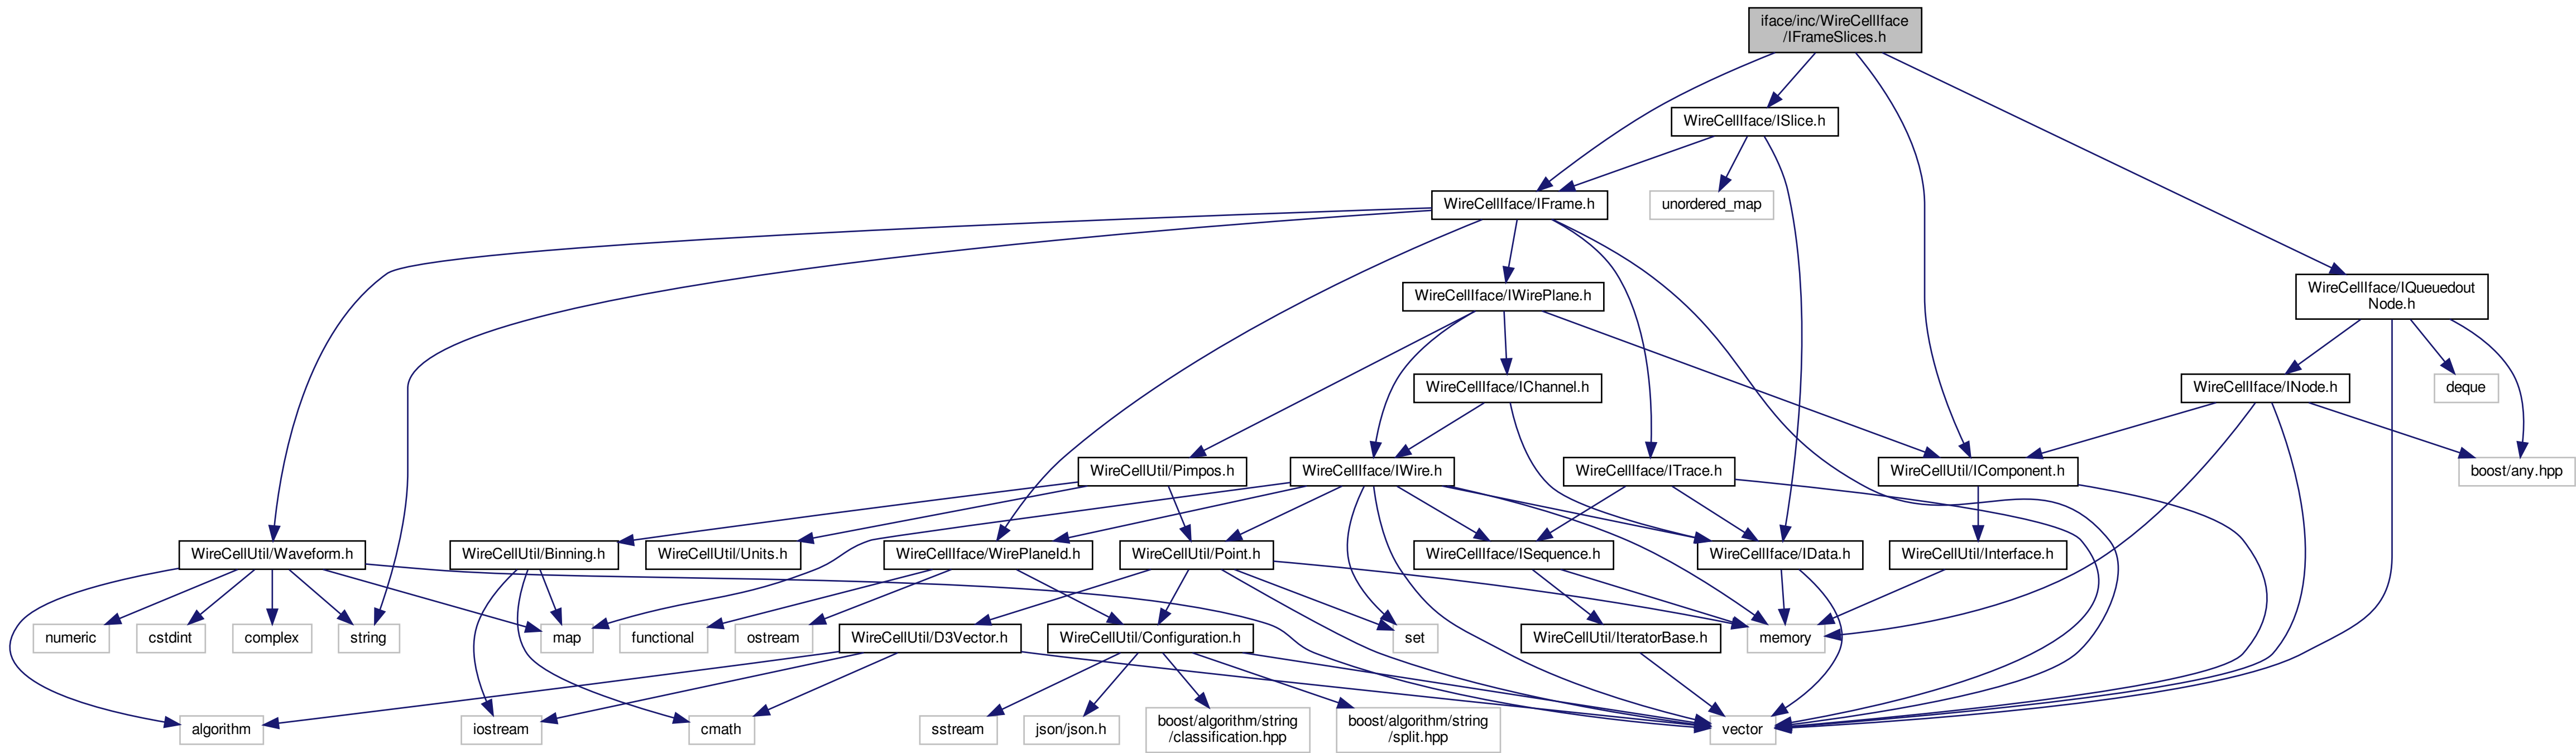 iface/inc/WireCellIface
/IFrameSlices.h
WireCellIface/ISlice.h
WireCellIface/IFrame.h
unordered_map
WireCellIface/IWirePlane.h
WireCellIface/IQueuedout
Node.h
WireCellIface/IChannel.h
WireCellIface/INode.h
deque
WireCellUtil/Pimpos.h
WireCellIface/IWire.h
WireCellIface/ITrace.h
WireCellUtil/IComponent.h
boost/any.hpp
WireCellUtil/Waveform.h
WireCellUtil/Binning.h
WireCellUtil/Units.h
WireCellIface/WirePlaneId.h
WireCellUtil/Point.h
WireCellIface/ISequence.h
WireCellIface/IData.h
WireCellUtil/Interface.h
numeric
cstdint
complex
string
map
functional
ostream
WireCellUtil/D3Vector.h
WireCellUtil/Configuration.h
set
WireCellUtil/IteratorBase.h
memory
algorithm
iostream
cmath
sstream
json/json.h
boost/algorithm/string
/classification.hpp
boost/algorithm/string
/split.hpp
vector